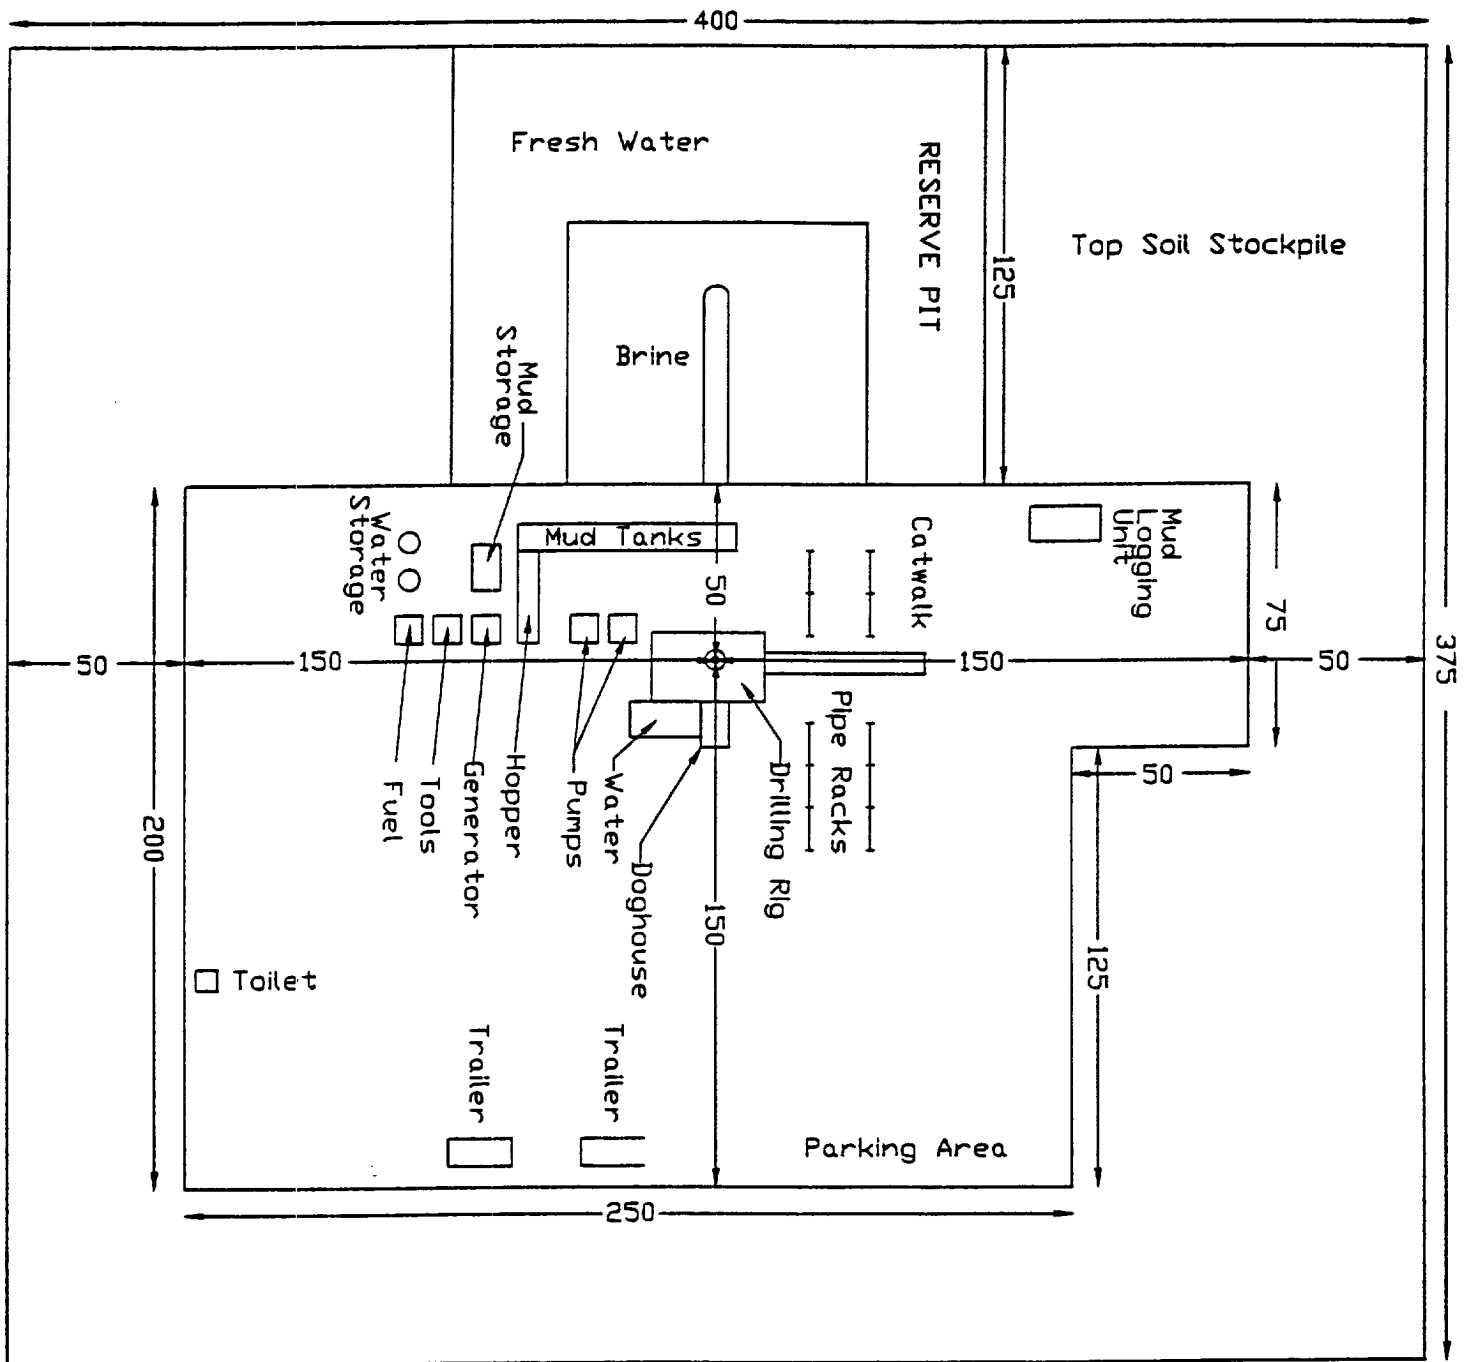 400
Fresh Water
RESERVE PIT
125
Top Soil Stockpile
Brine
Mud
Storage
Water
Storage
Mud Tanks
50
Catwalk
Mud
Logging
Unit
75
375
50
150
150
50
Pipe Racks
50
Fuel
Tools
Generator
Hopper
Pumps
Water
Doghouse
Drilling Rig
200
150
125
Toilet
Trailer
Trailer
Parking Area
250